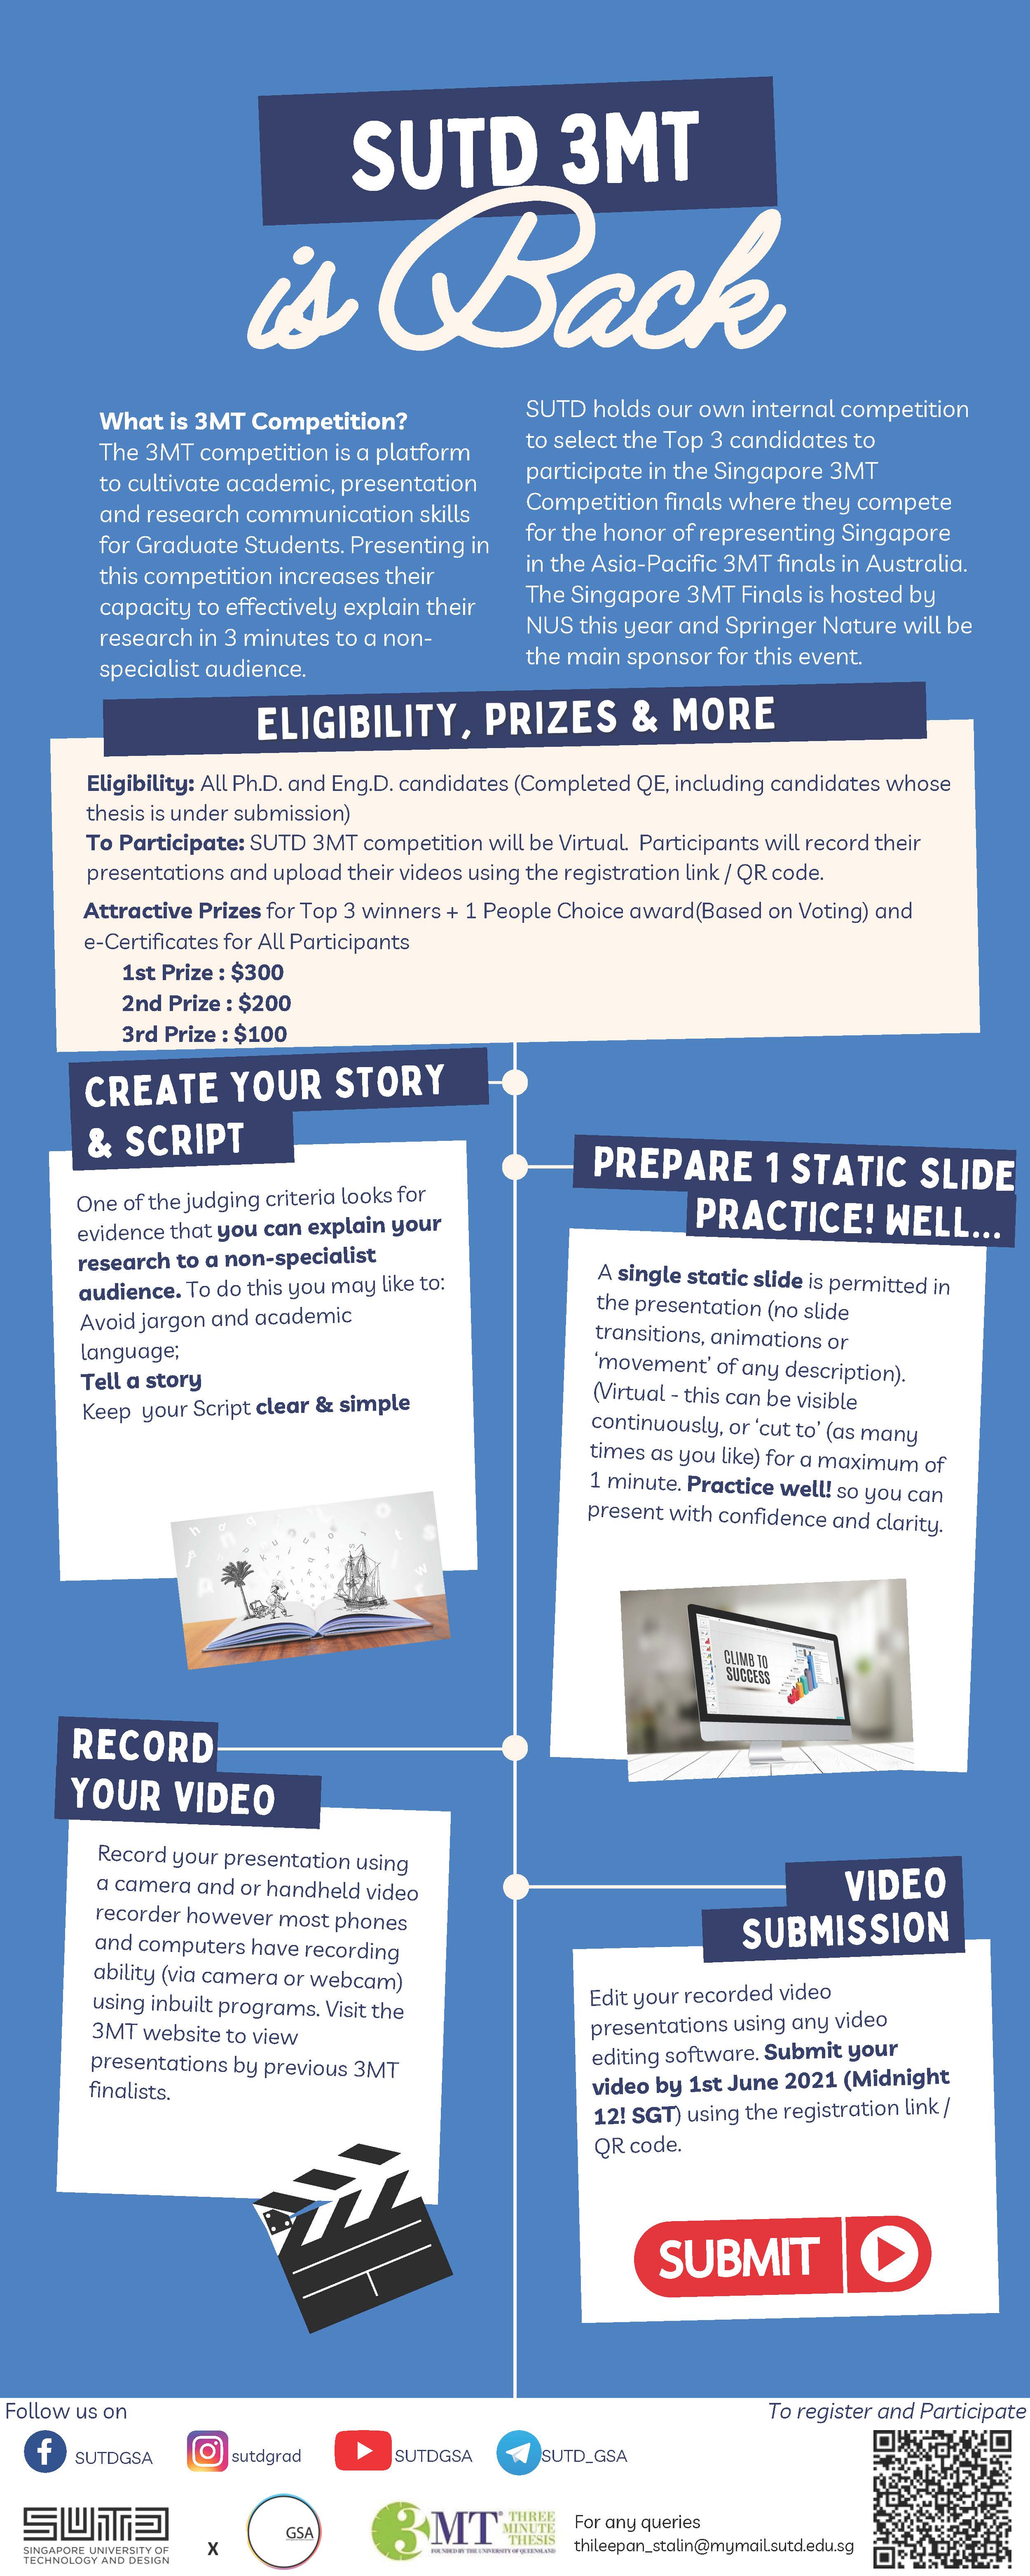 SUTD 3MT
is Back
What is 3MT Competition?
The 3MT competition is a platform
to cultivate academic, presentation
and research communication skills
for Graduate Students. Presenting in
this competition increases their
capacity to effectively explain their
research in 3 minutes to a non-
specialist audience.
SUTD holds our own internal competition
to select the Top 3 candidates to
participate in the Singapore 3MT
Competition finals where they compete
for the honor of representing Singapore
in the Asia-Pacific 3MT finals in Australia.
The Singapore 3MT Finals is hosted by
NUS this year and Springer Nature will be
the main sponsor for this event.
ELIGIBILITY, PRIZES & MORE
Eligibility: All Ph.D. and Eng.D. candidates (Completed QE, including candidates whose
thesis is under submission)
To Participate: SUTD 3MT competition will be Virtual. Participants will record their
presentations and upload their videos using the registration link / QR code.
Attractive Prizes for Top 3 winners + 1 People Choice award(Based on Voting) and
e-Certificates for All Participants
1st Prize : $300
2nd Prize : $200
3rd Prize : $100
CREATE YOUR STORY
& SCRIPT
One of the judging criteria looks for
evidence that you can explain your
research to a non-specialist
audience. To do this you may like to:
Avoid jargon and academic
language;
Tell a story
Keep your Script clear & simple
PREPARE 1 STATIC SLIDE
PRACTICE! WELL...
A single static slide is permitted in
the presentation (no slide
transitions, animations or
'movement' of any description).
(Virtual - this can be visible
continuously, or 'cut to' (as many
times as you like) for a maximum of
1 minute. Practice well! so you can
present with confidence and clarity.
CLIMB TO
SUCCESS
RECORD
YOUR VIDEO
Record your presentation using
a camera and or handheld video
recorder however most phones
and computers have recording
ability (via camera or webcam)
using inbuilt programs. Visit the
3MT website to view
presentations by previous 3MT
finalists.
VIDEO
SUBMISSION
Edit your recorded video
presentations using any video
editing software. Submit your
video by 1st June 2021 (Midnight
12! SGT) using the registration link /
QR code.
SUBMIT
Follow us on
To register and Participate
SUTDGSA
sutdgrad
SUTDGSA
SUTD_GSA
SUTD
SINGAPORE UNIVERSITY OF
TECHNOLOGY AND DESIGN
X
GSA
3MT® THREE
MINUTE
THESIS
FOUNDED BY THE UNIVERSITY OF QUEENSLAND
For any queries
thileepan_stalin@mymail.sutd.edu.sg